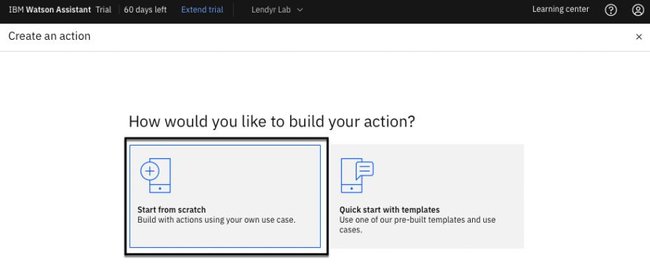 IBM Watson Assistant Trial 60 days left Extend trial Lendyr Lab Learning center
Create an action
How would you like to build your action?
Start from scratch
Build with actions using your own use case.
Quick start with templates
Use one of our pre-built templates and use
cases.